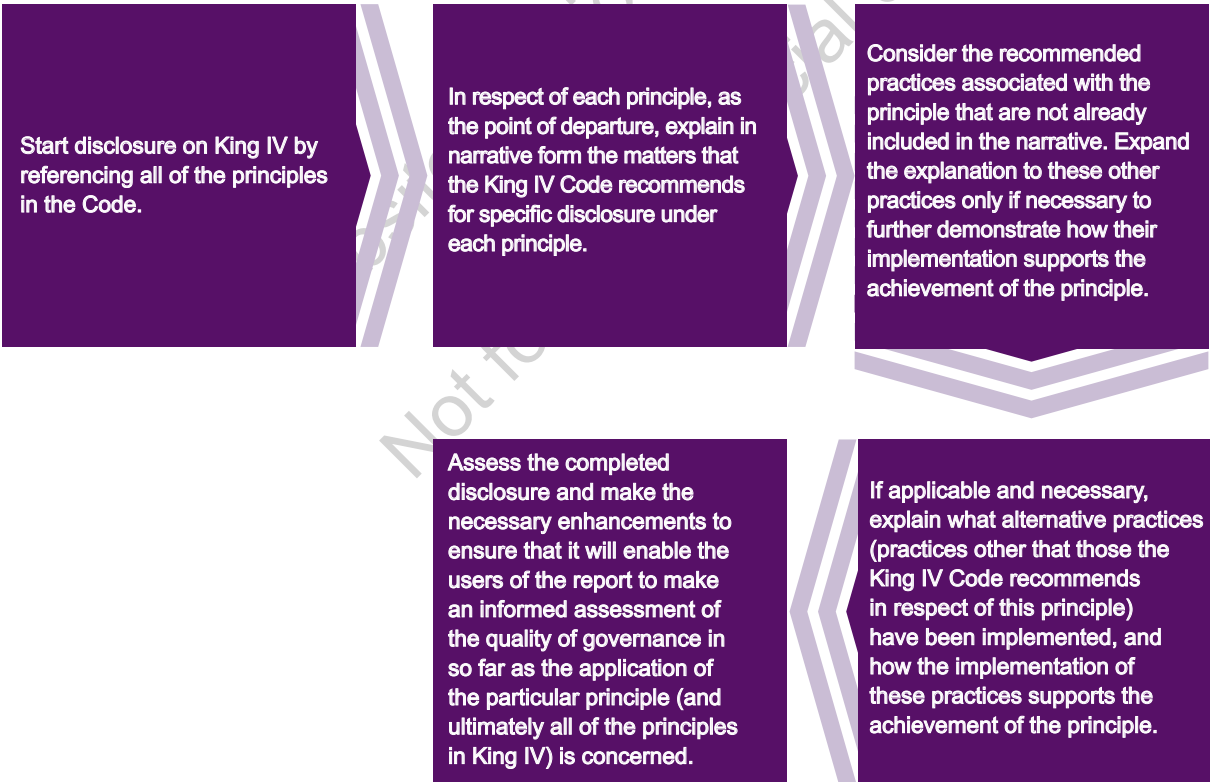 Start disclosure on King IV by
referencing all of the principles
in the Code.
In respect of each principle, as
the point of departure, explain in
narrative form the matters that
the King IV Code recommends
for specific disclosure under
each principle.
Consider the recommended
practices associated with the
principle that are not already
included in the narrative. Expand
the explanation to these other
practices only if necessary to
further demonstrate how their
implementation supports the
achievement of the principle.
If applicable and necessary,
explain what alternative practices
(practices other that those the
King IV Code recommends
in respect of this principle)
have been implemented, and
how the implementation of
these practices supports the
achievement of the principle.
Assess the completed
disclosure and make the
necessary enhancements to
ensure that it will enable the
users of the report to make
an informed assessment of
the quality of governance in
so far as the application of
the particular principle (and
ultimately all of the principles
in King IV) is concerned.
Not